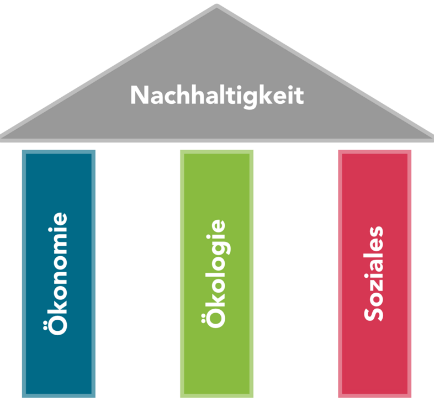 Nachhaltigkeit
Ökonomie
Ökologie
Soziales